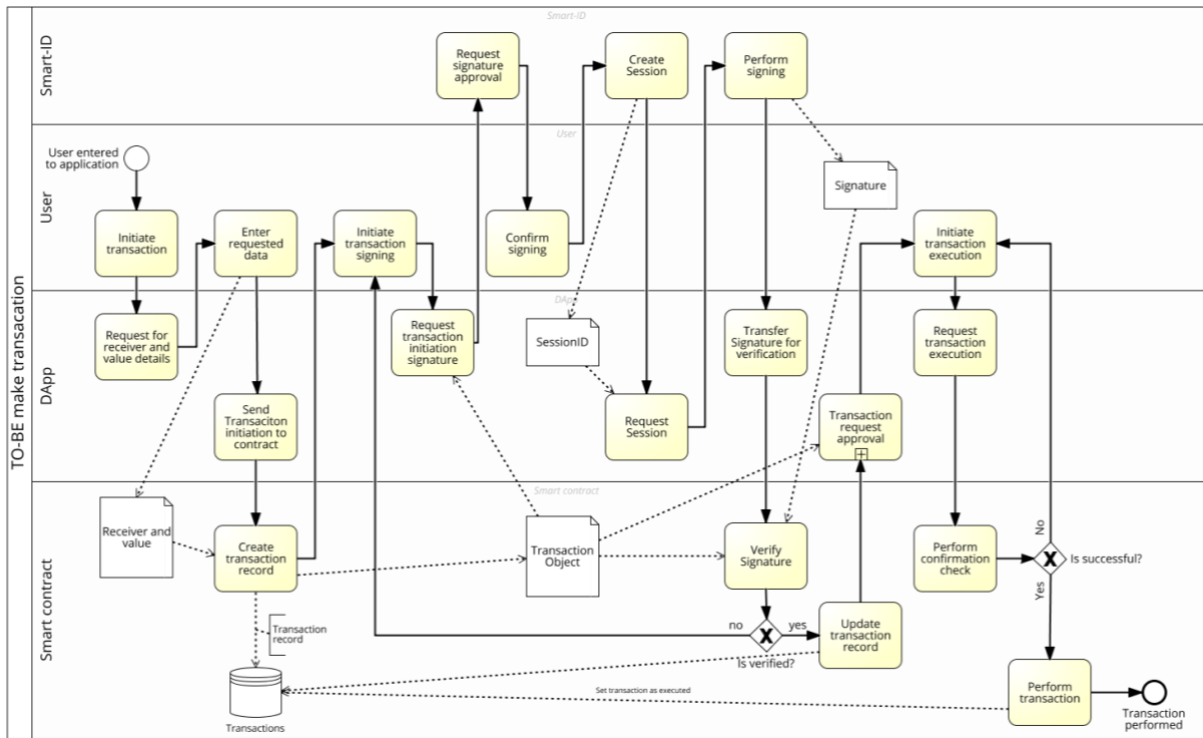 TO-BE make transacation
Smart-ID
Smart-ID
Request
signature
approval
Create
Session
Perform
signing
User
User
User entered
to application
Signature
Initiate
transaction
Enter
requested
data
Initiate
transaction
signing
Confirm
signing
Initiate
transaction
execution
DApp
DApp
Request for
receiver and
value details
Request
transaction
initiation
signature
SessionID
Transfer
Signature for
verification
Request
transaction
execution
Send
Transaciton
initiation to
contract
Request
Session
Transaction
request
approval
Smart contract
Smart contract
Receiver and
value
Create
transaction
record
Transaction
Object
Verify
Signature
Perform
confirmation
check
No
Is successful?
Yes
Transaction
record
no
yes
Is verified?
Update
transaction
record
Set transaction as executed
Transactions
Perform
transaction
Transaction
performed